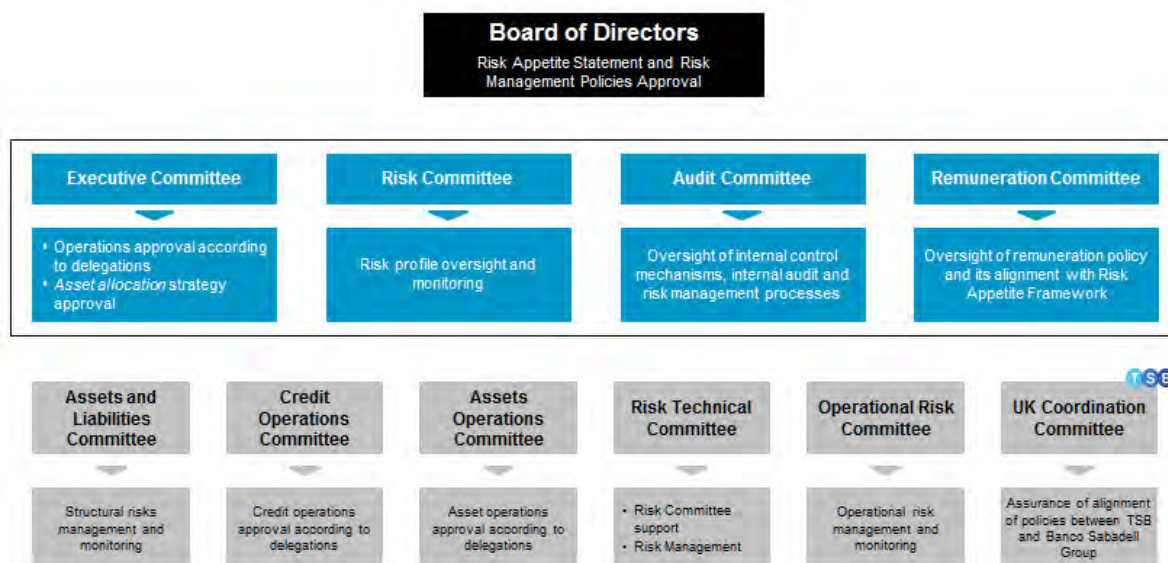 Board of Directors
Risk Appetite Statement and Risk
Management Policies Approval
Executive Committee
Risk Committee
Audit Committee
Remuneration Committee
• Operations approval according
to delegations
• Asset allocation strategy
approval
Risk profile oversight and
monitoring
Oversight of internal control
mechanisms, internal audit and
risk management processes
Oversight of remuneration policy
and its alignment with Risk
Appetite Framework
TSB
Assets and
Liabilities
Committee
Credit
Operations
Committee
Assets
Operations
Committee
Risk Technical
Committee
Operational Risk
Committee
UK Coordination
Committee
Structural risks
management and
monitoring
Credit operations
approval according to
delegations
Asset operations
approval according to
delegations
• Risk Committee
support
• Risk Management
Operational risk
management and
monitoring
Assurance of alignment
of policies between TSB
and Banco Sabadell
Group